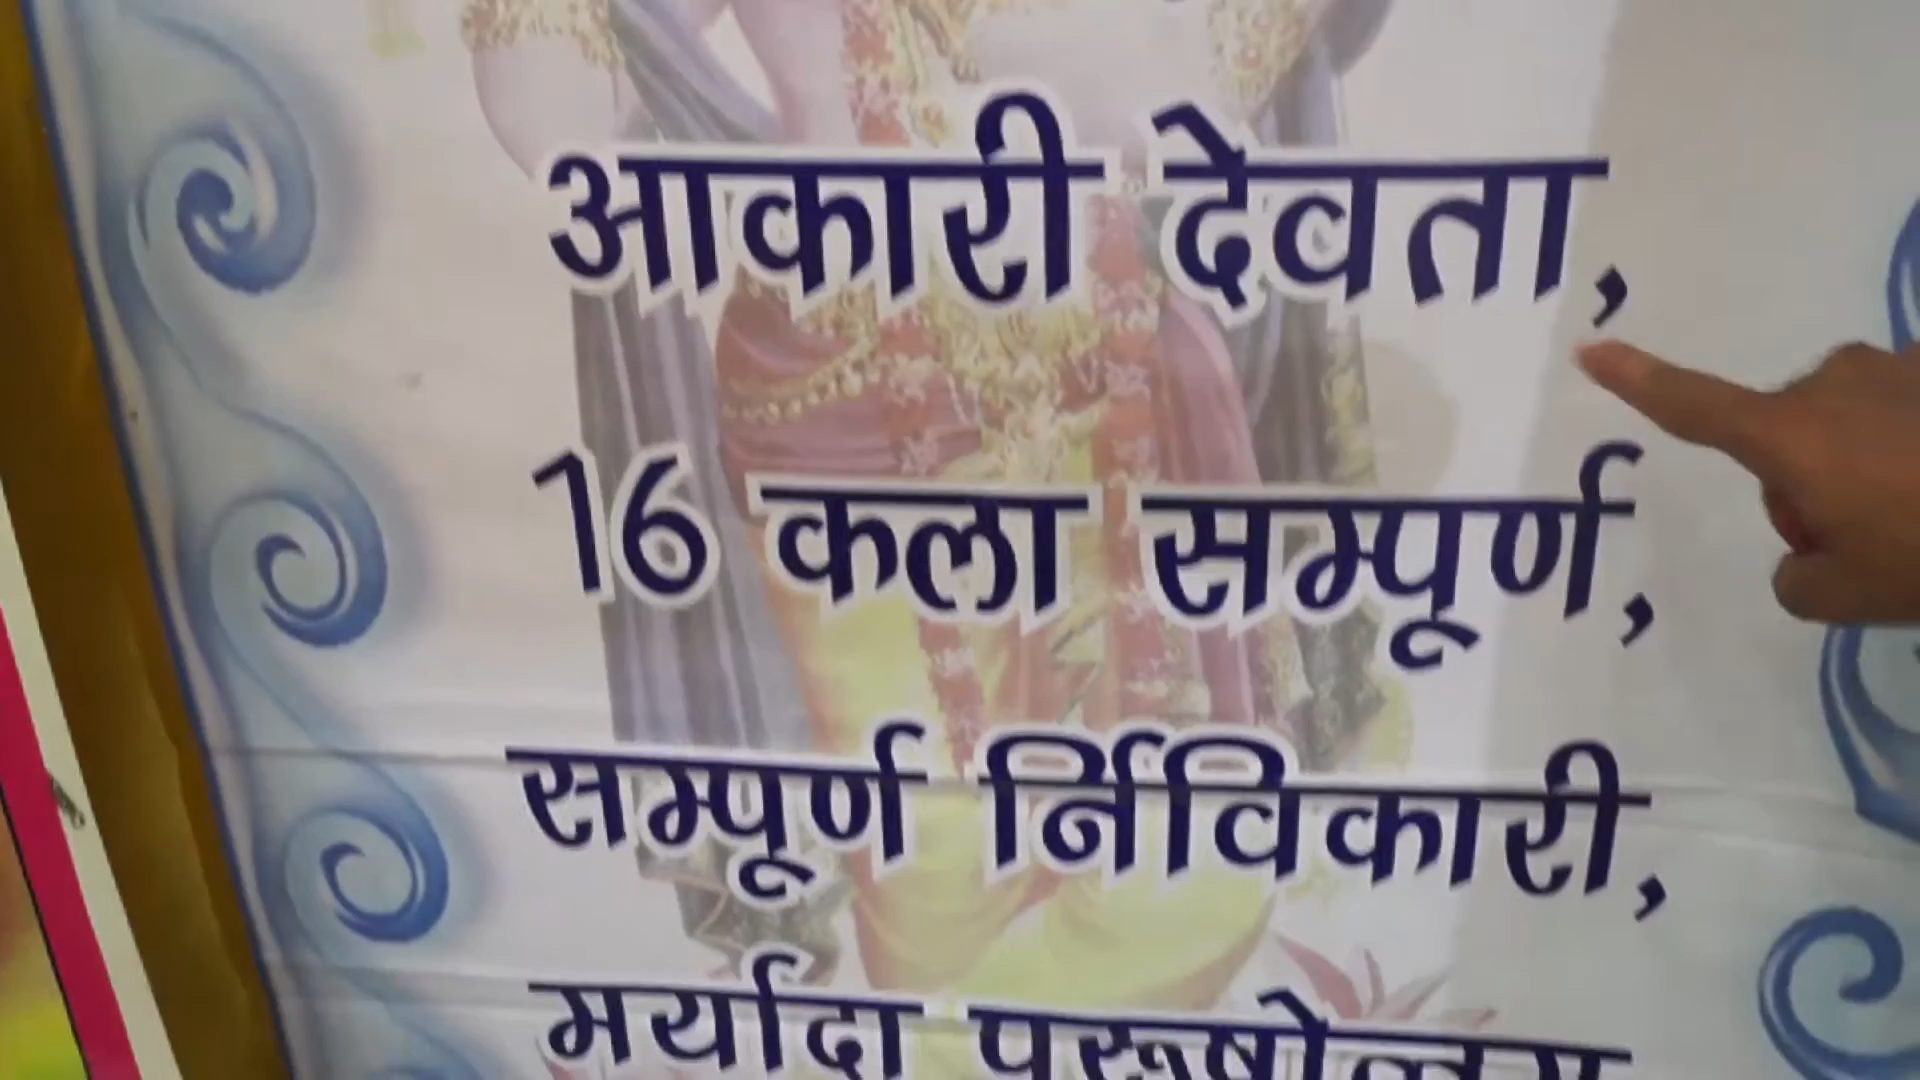 आकारी देवता,
16 कला सम्पूर्ण,
सम्पूर्ण र्निविकारी,
मर्यादा पुरूषोत्तम